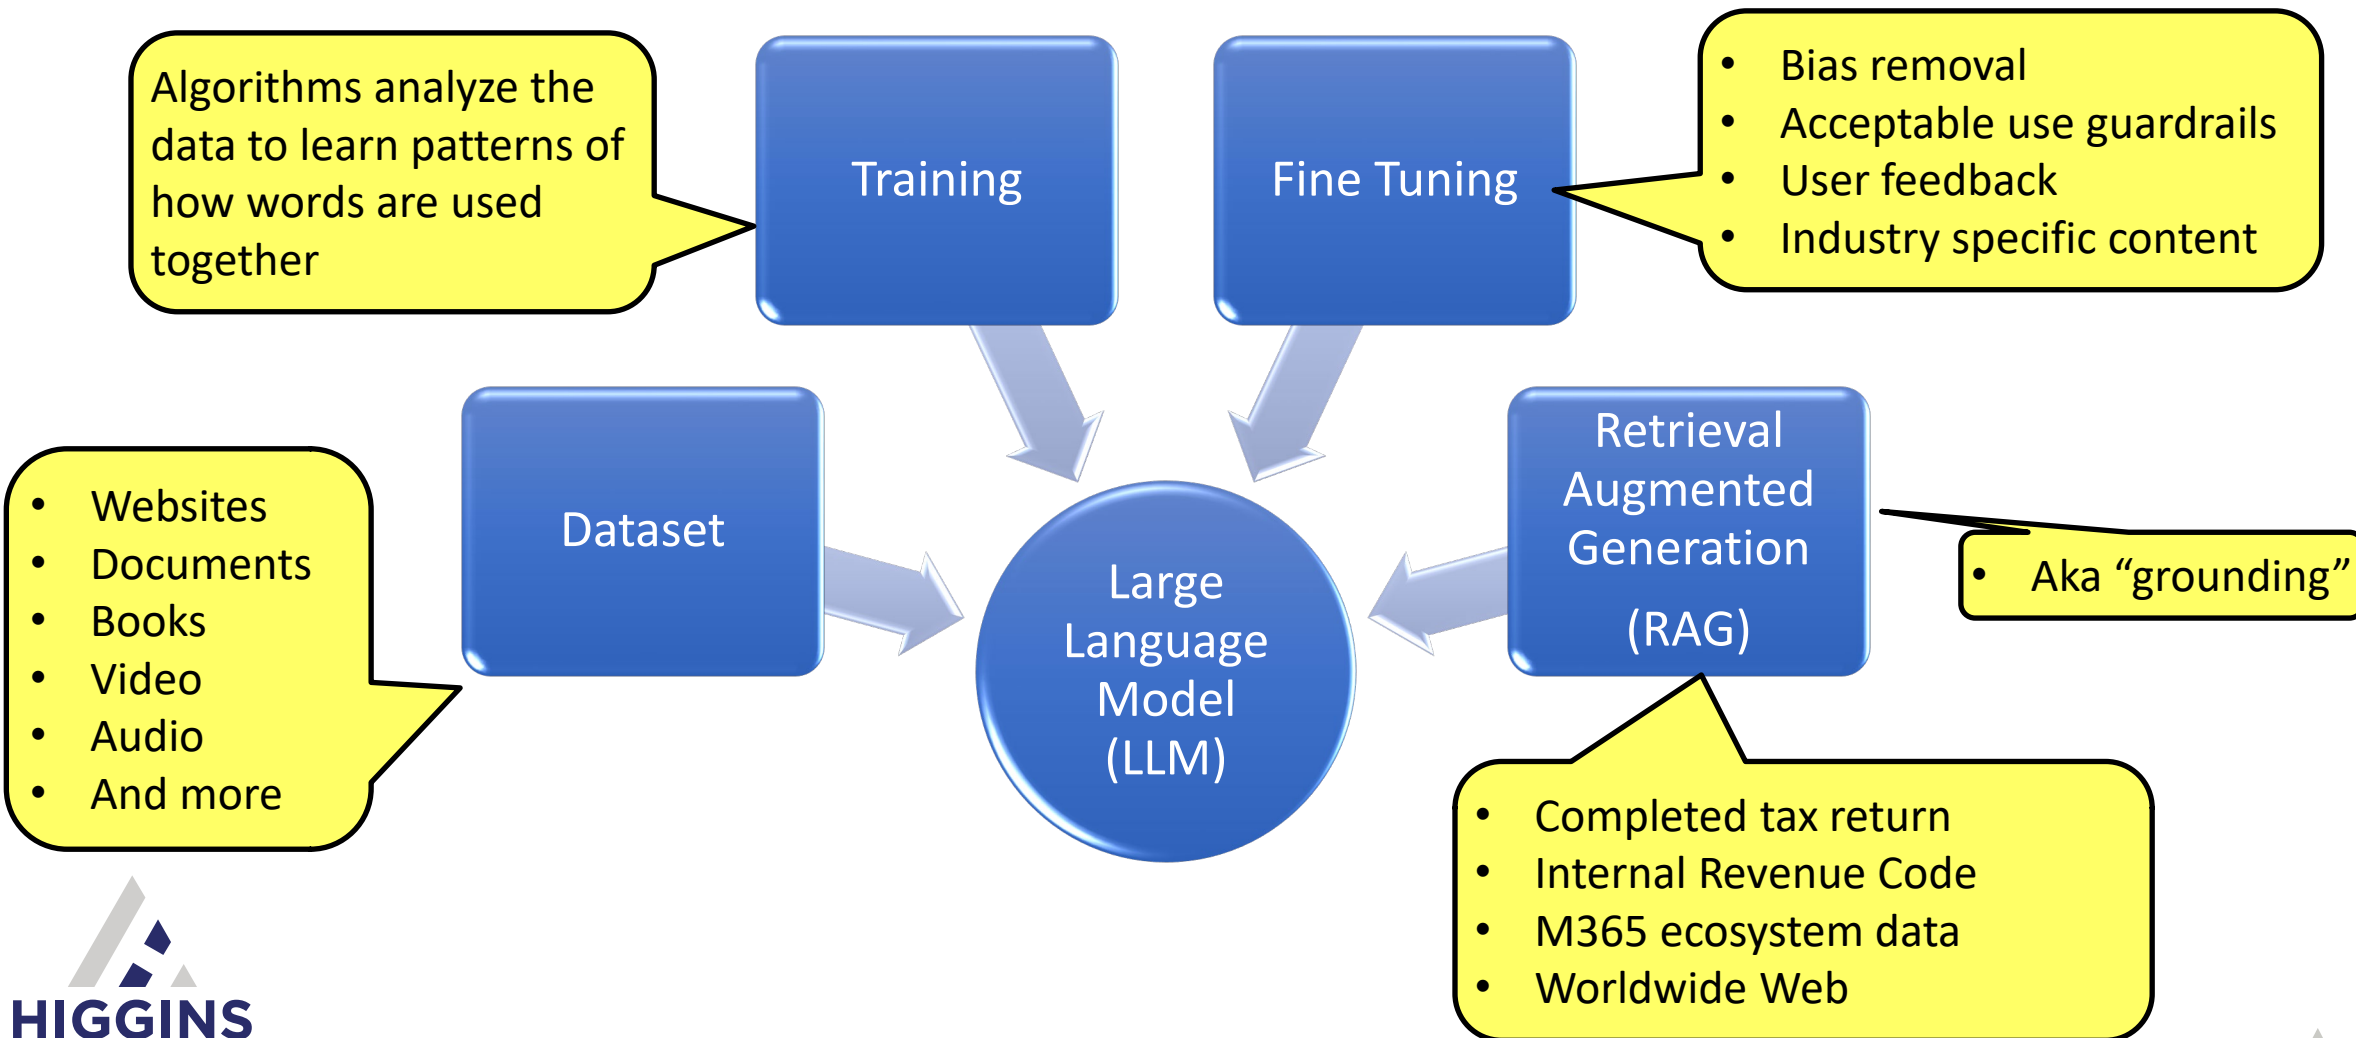 Algorithms analyze the
data to learn patterns of
how words are used
together
Training
Fine Tuning
• Bias removal
• Acceptable use guardrails
• User feedback
• Industry specific content
• Websites
• Documents
• Books
• Video
• Audio
• And more
Dataset
Large
Language
Model
(LLM)
Retrieval
Augmented
Generation
(RAG)
• Aka “grounding”
• Completed tax return
• Internal Revenue Code
• M365 ecosystem data
• Worldwide Web
HIGGINS